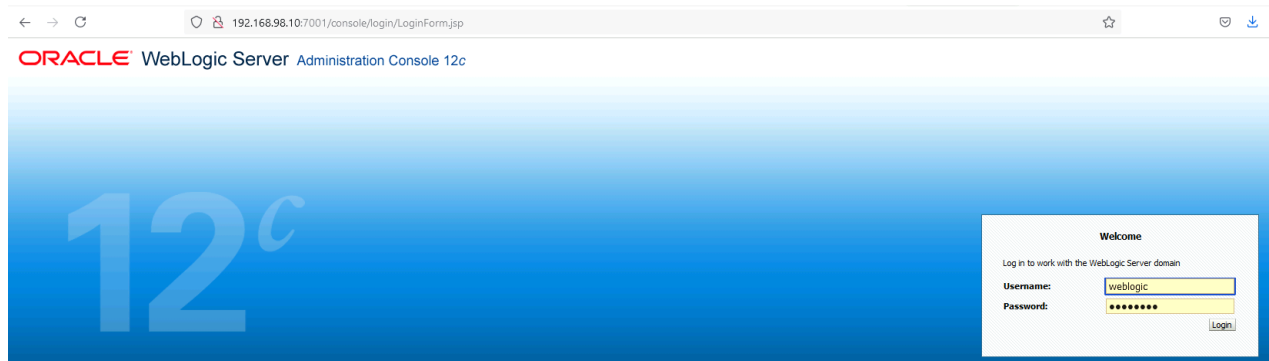 192.168.98.10:7001/console/login/LoginForm.jsp
ORACLE WebLogic Server Administration Console 12c
12c
Welcome
Log in to work with the WebLogic Server domain
Username: weblogic
Password: ●●●●●●●●
Login